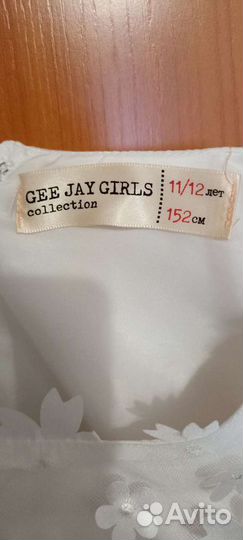 GEE JAY GIRLS
collection
11/12 лет
152 см
Avito